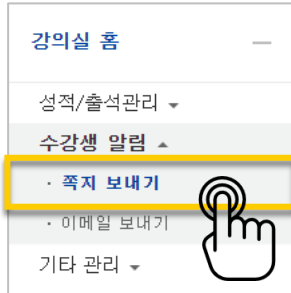 강의실 홈
성적/출석관리 ▾
수강생 알림 ▴
· 쪽지 보내기
· 이메일 보내기
기타 관리 ▾